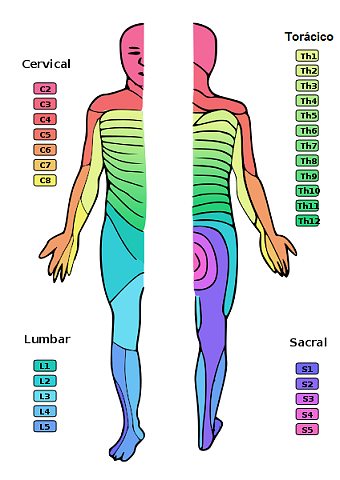 Cervical
C2
C3
C4
C5
C6
C7
C8
Torácico
Th1
Th2
Th3
Th4
Th5
Th6
Th7
Th8
Th9
Th10
Th11
Th12
Lumbar
L1
L2
L3
L4
L5
Sacral
S1
S2
S3
S4
S5